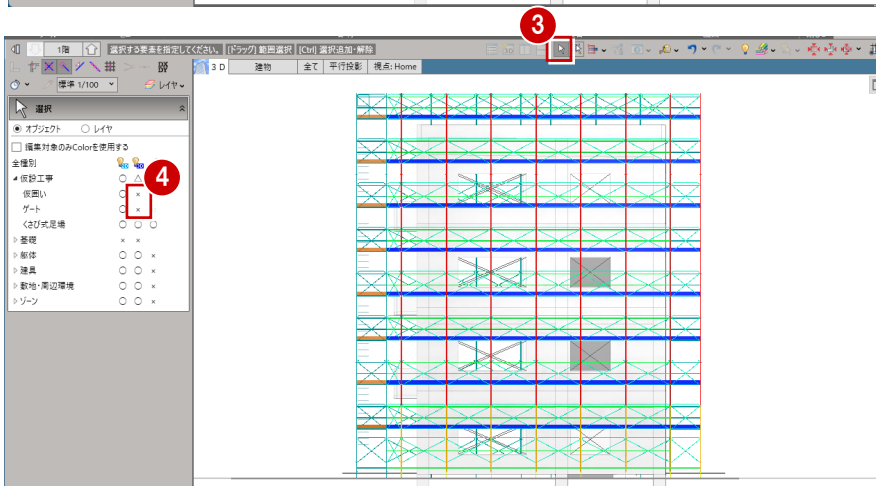 3
1階 選択する要素を指定してください。 [ドラッグ] 範囲選択 [Ctrl] 選択追加・解除
標準 1/100 レイヤ
3 D 建物 全て 平行投影 視点: Home
選択
オブジェクト レイヤ
編集対象のみColorを使用する
全種別 2D 3D
4
仮設工事 ○ △
仮囲い ○ ×
ゲート ○ ×
くさび式足場 ○ ○ ○
基礎 × ×
躯体 ○ ○ ×
建具 ○ ○ ×
敷地・周辺環境 ○ ○ ×
ゾーン ○ ○ ×